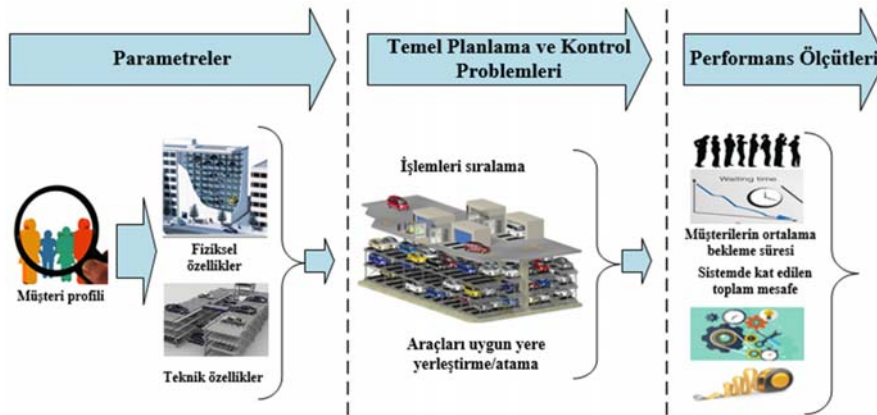 Parametreler
Temel Planlama ve Kontrol
Problemleri
Performans Ölçütleri
Müşteri profili
Fiziksel
özellikler
Teknik özellikler
İşlemleri sıralama
Araçları uygun yere
yerleştirme/atama
Waiting time
Müşterilerin ortalama
bekleme süresi
Sistemde kat edilen
toplam mesafe